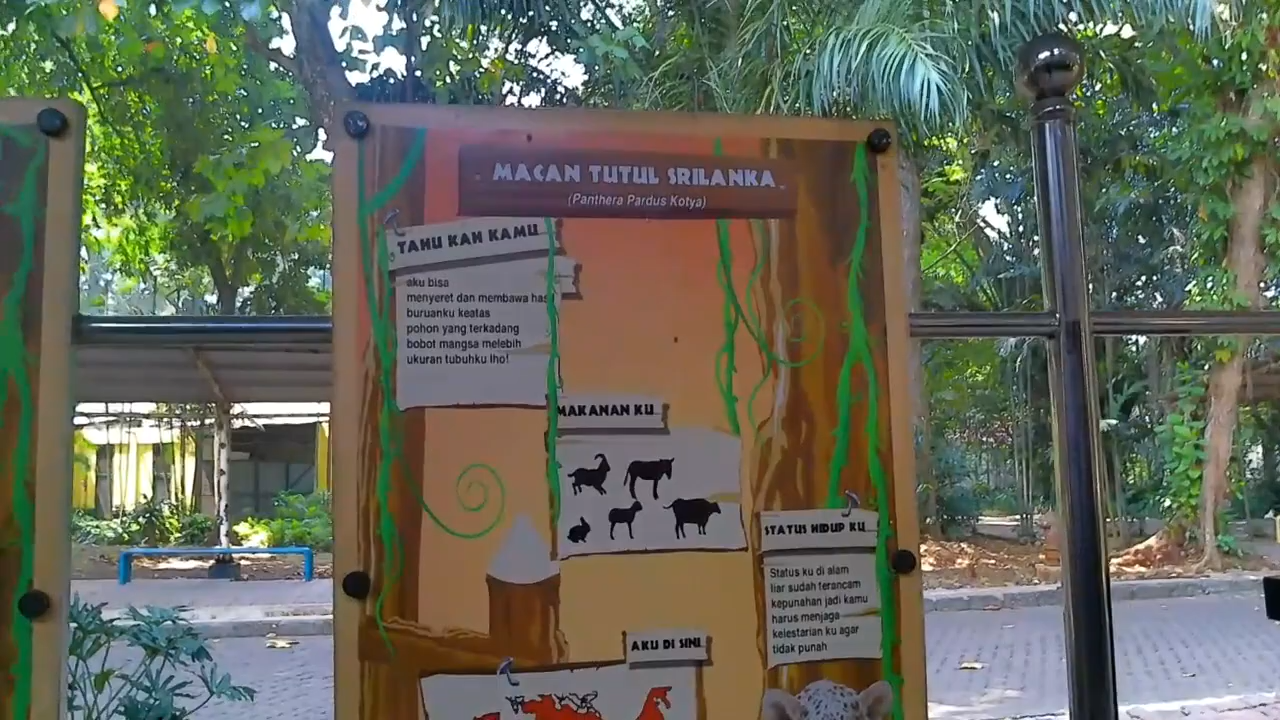 MACAN TUTUL SRILANKA
(Panthera Pardus Kotya)
TAHU KAH KAMU
aku bisa
menyeret dan membawa hasil
buruanku keatas
pohon yang terkadang
bobot mangsa melebih
ukuran tubuhku lho!
MAKANAN KU
STATUS HIDUP KU
Status ku di alam
liar sudah terancam
kepunahan jadi kamu
harus menjaga
kelestarian ku agar
tidak punah
AKU DI SINI